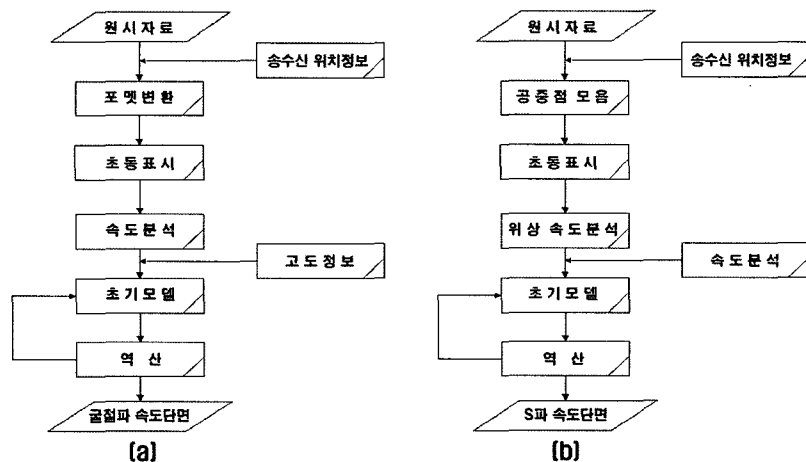 원 시 자 료
송수신 위치정보
포 멧 변 환
초 동 표 시
속 도 분 석
고 도 정 보
초 기 모 델
역 산
굴절파 속도단면
(a)
원 시 자 료
송수신 위치정보
공 중 점 모 음
초 동 표 시
위 상 속 도 분 석
속 도 분 석
초 기 모 델
역 산
S파 속도단면
(b)